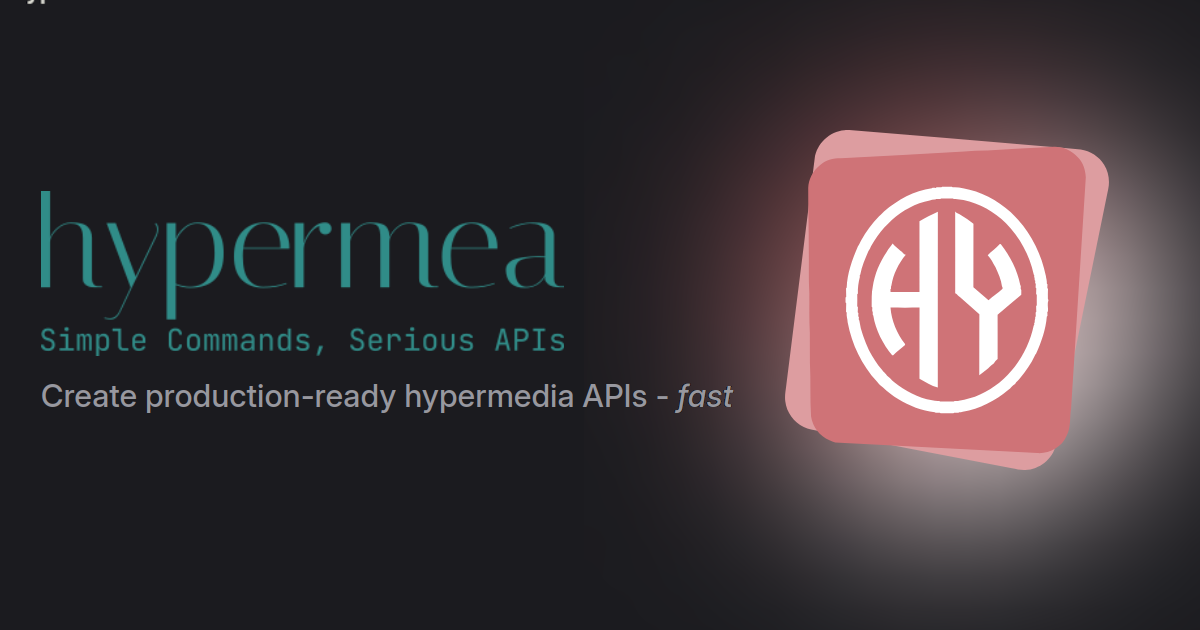 hypermea
Simple Commands, Serious APIs
Create production-ready hypermedia APIs - fast
HY